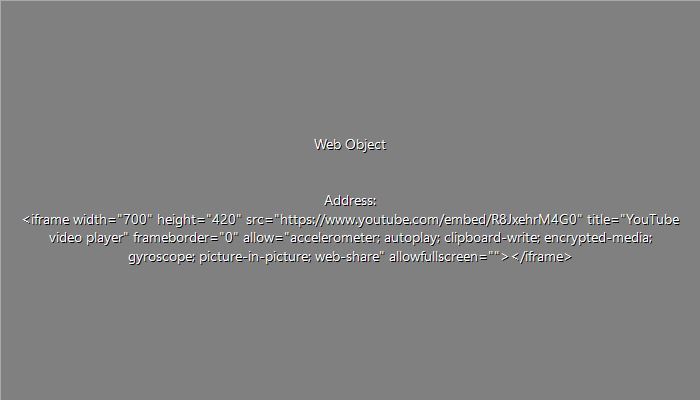 Web Object
Address:
<iframe width="700" height="420" src="https://www.youtube.com/embed/R8JxehrM4G0" title="YouTube
video player" frameborder="0" allow="accelerometer; autoplay; clipboard-write; encrypted-media;
gyroscope; picture-in-picture; web-share" allowfullscreen=""></iframe>